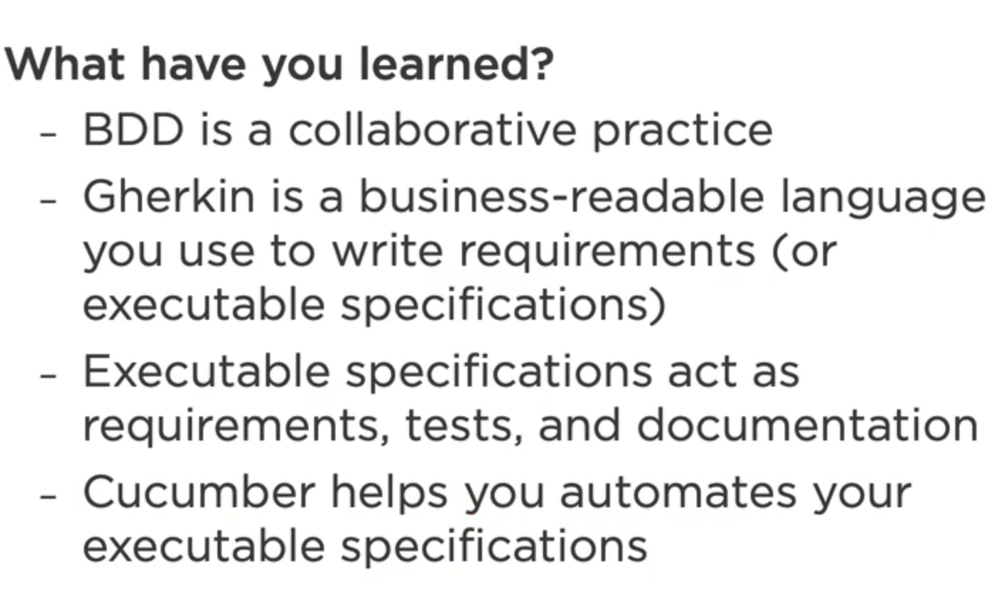 What have you learned?
- BDD is a collaborative practice
- Gherkin is a business-readable language
you use to write requirements (or
executable specifications)
- Executable specifications act as
requirements, tests, and documentation
- Cucumber helps you automates your
executable specifications